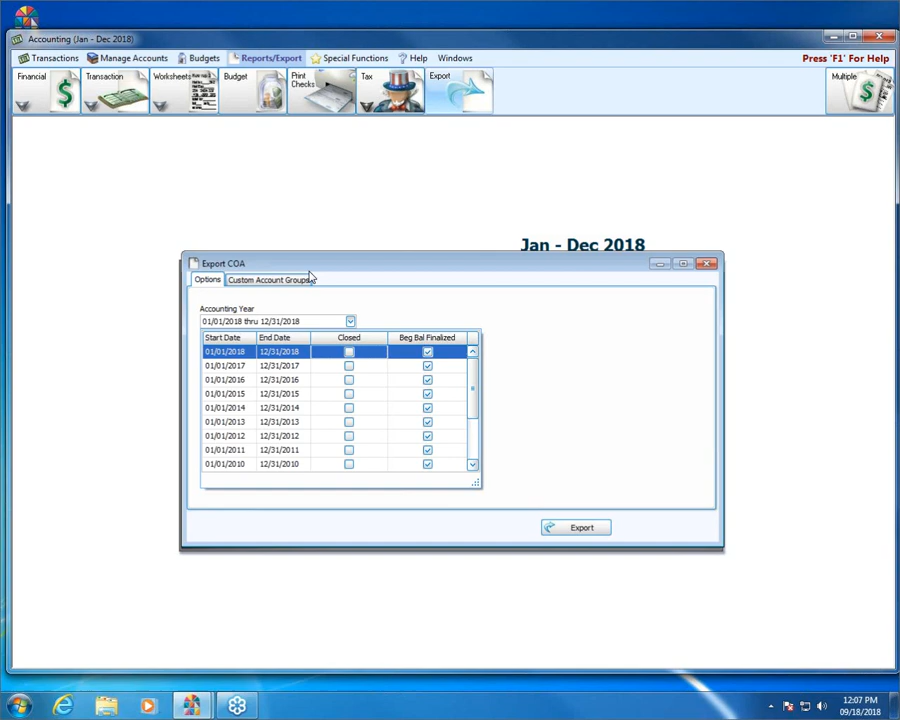 Accounting (Jan - Dec 2018)
Transactions Manage Accounts Budgets Reports/Export Special Functions Help Windows Press 'F1' For Help
Financial Transaction Worksheets Budget Print Checks Tax Export Multiple
Jan - Dec 2018
Export COA
Options Custom Account Groups
Accounting Year
01/01/2018 thru 12/31/2018
Start Date End Date Closed Beg Bal Finalized
01/01/2018 12/31/2018
01/01/2017 12/31/2017
01/01/2016 12/31/2016
01/01/2015 12/31/2015
01/01/2014 12/31/2014
01/01/2013 12/31/2013
01/01/2012 12/31/2012
01/01/2011 12/31/2011
01/01/2010 12/31/2010
Export
12:07 PM
09/18/2018